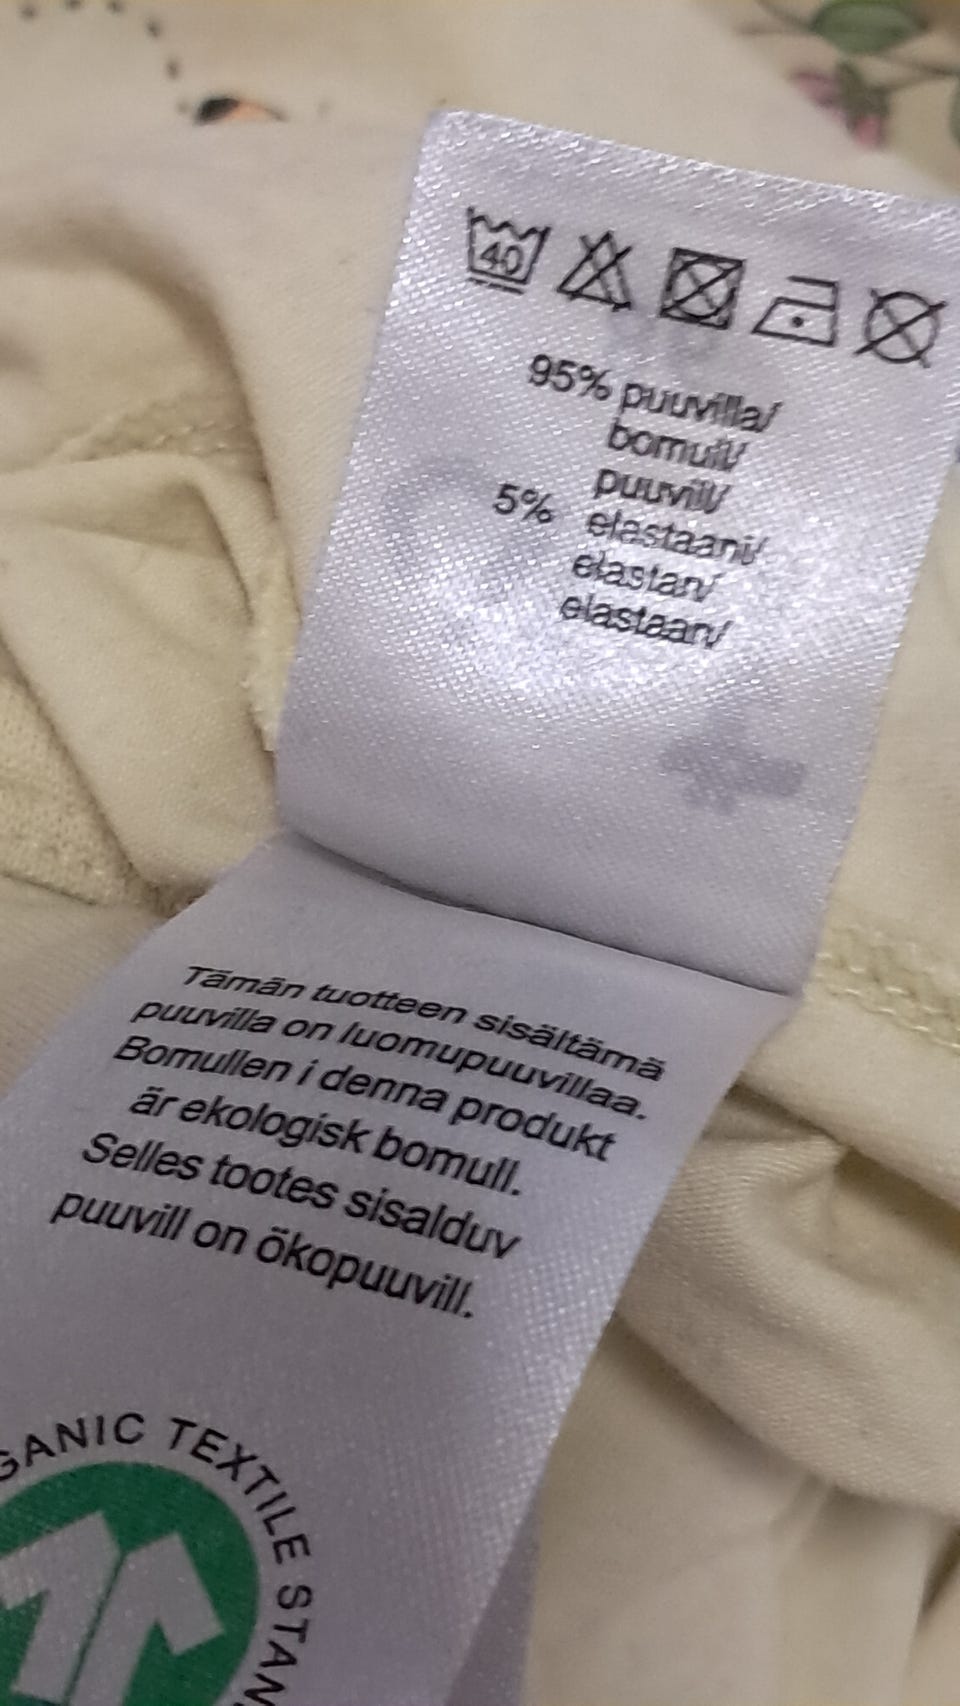 40
95% puuvilla/
bomull/
puuvill/
5% elastaani/
elastan/
elastaan/
Tämän tuotteen sisältämä
puuvilla on luomupuuvillaa.
Bomullen i denna produkt
är ekologisk bomull.
Selles tootes sisalduv
puuvill on ökopuuvill.
GANIC TEXTILE STAN